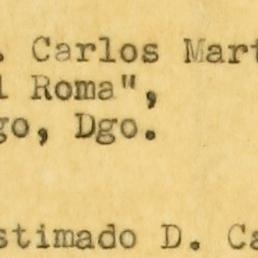 . Carlos Mart
l Roma",
go, Dgo.
stimado D. Ca